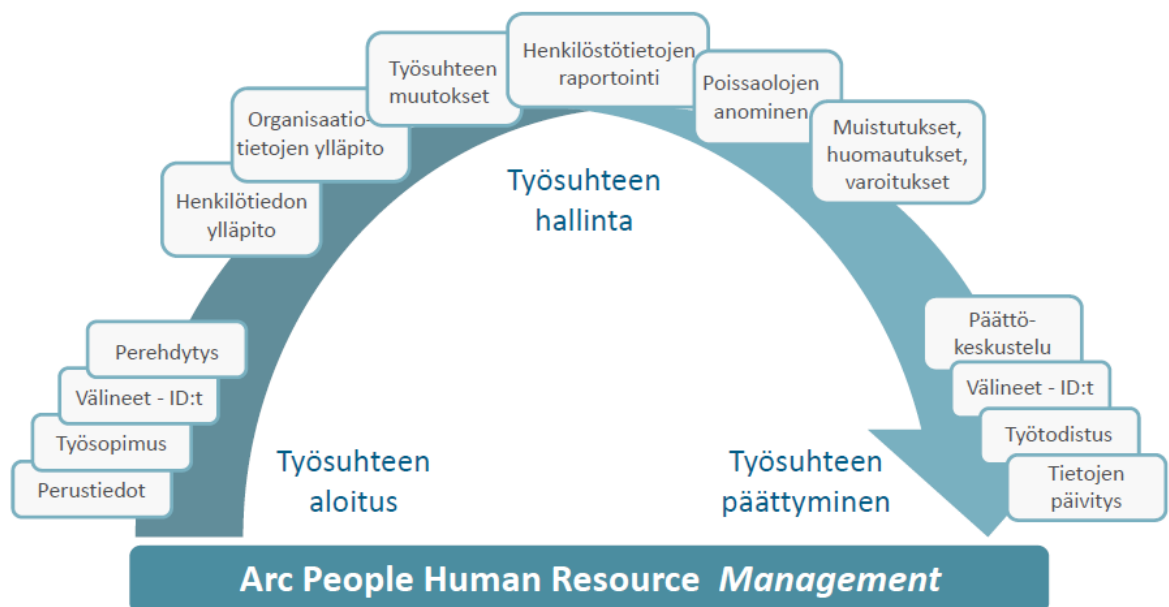 Henkilöstötietojen
raportointi
Työsuhteen
muutokset
Poissaolojen
anominen
Organisaatio-
tietojen ylläpito
Muistutukset,
huomautukset,
varoitukset
Henkilötiedon
ylläpito
Työsuhteen
hallinta
Perehdytys
Välineet - ID:t
Työsopimus
Perustiedot
Työsuhteen
aloitus
Työsuhteen
päättyminen
Päättö-
keskustelu
Välineet - ID:t
Työtodistus
Tietojen
päivitys
Arc People Human Resource Management